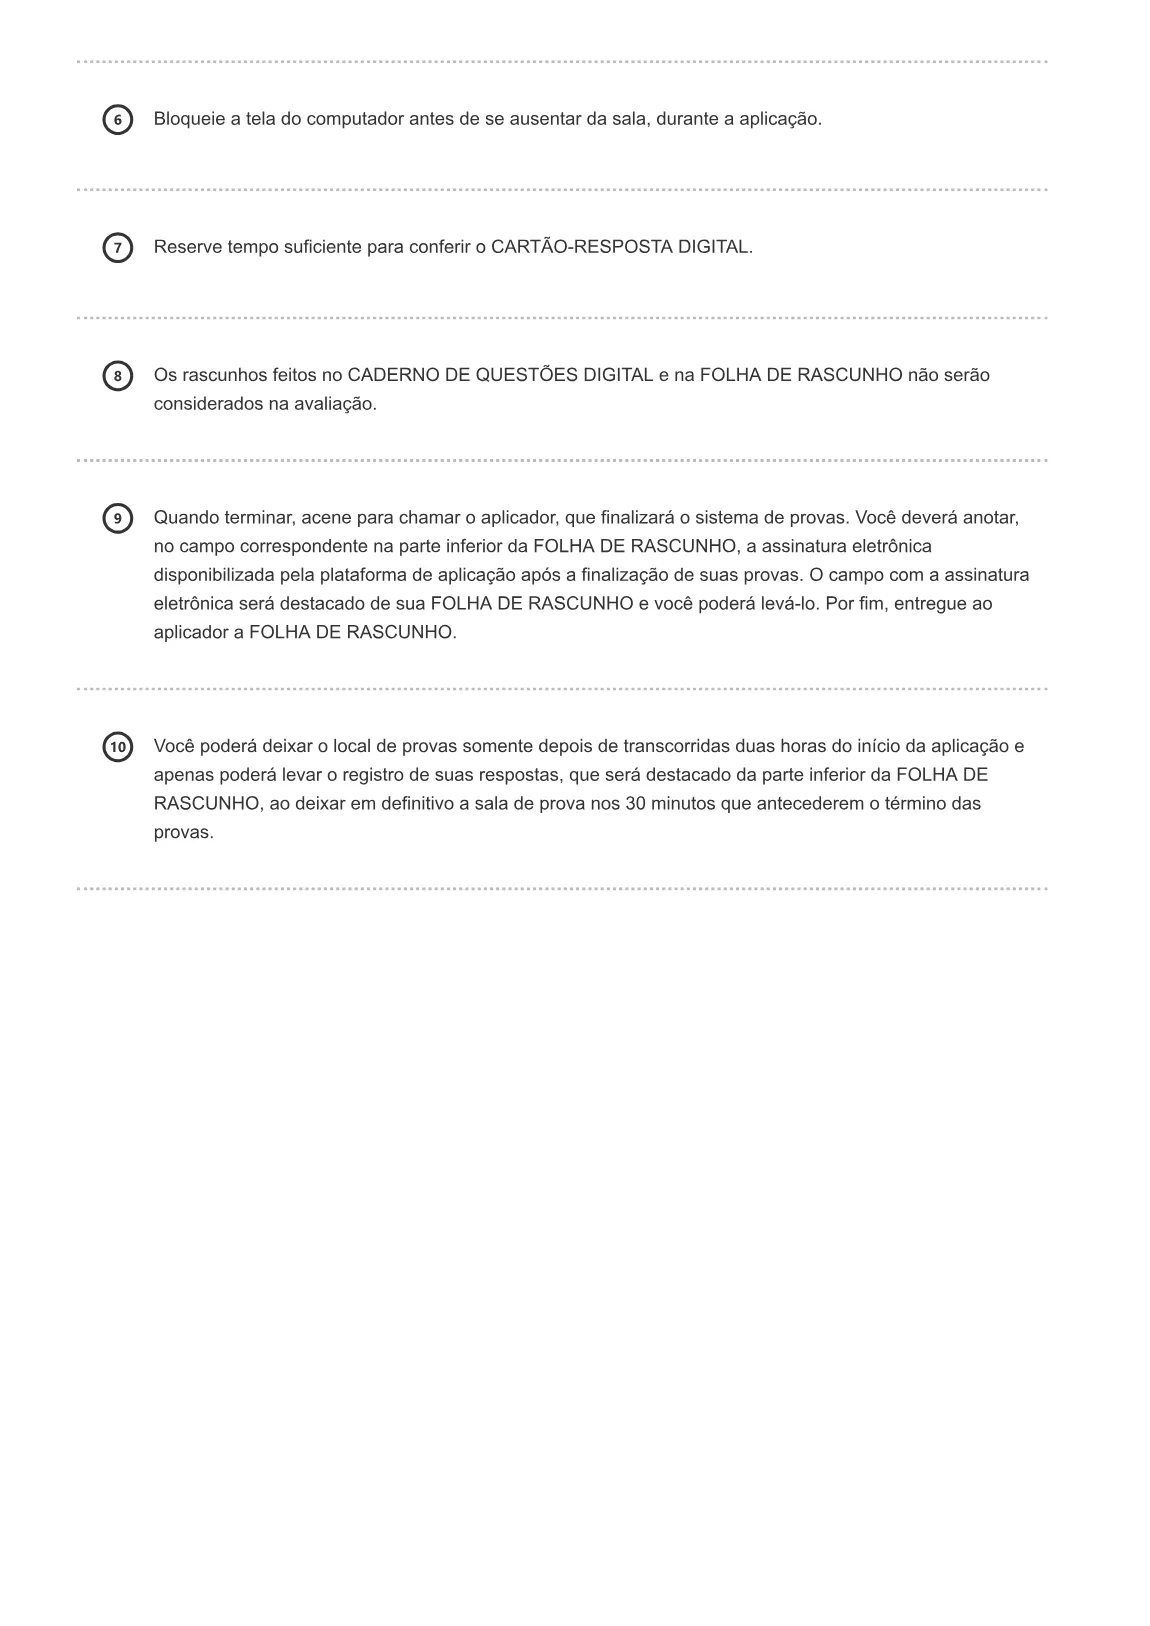 6 Bloqueie a tela do computador antes de se ausentar da sala, durante a aplicação.
7 Reserve tempo suficiente para conferir o CARTÃO-RESPOSTA DIGITAL.
8 Os rascunhos feitos no CADERNO DE QUESTÕES DIGITAL e na FOLHA DE RASCUNHO não serão
considerados na avaliação.
9 Quando terminar, acene para chamar o aplicador, que finalizará o sistema de provas. Você deverá anotar,
no campo correspondente na parte inferior da FOLHA DE RASCUNHO, a assinatura eletrônica
disponibilizada pela plataforma de aplicação após a finalização de suas provas. O campo com a assinatura
eletrônica será destacado de sua FOLHA DE RASCUNHO e você poderá levá-lo. Por fim, entregue ao
aplicador a FOLHA DE RASCUNHO.
10 Você poderá deixar o local de provas somente depois de transcorridas duas horas do início da aplicação e
apenas poderá levar o registro de suas respostas, que será destacado da parte inferior da FOLHA DE
RASCUNHO, ao deixar em definitivo a sala de prova nos 30 minutos que antecederem o término das
provas.